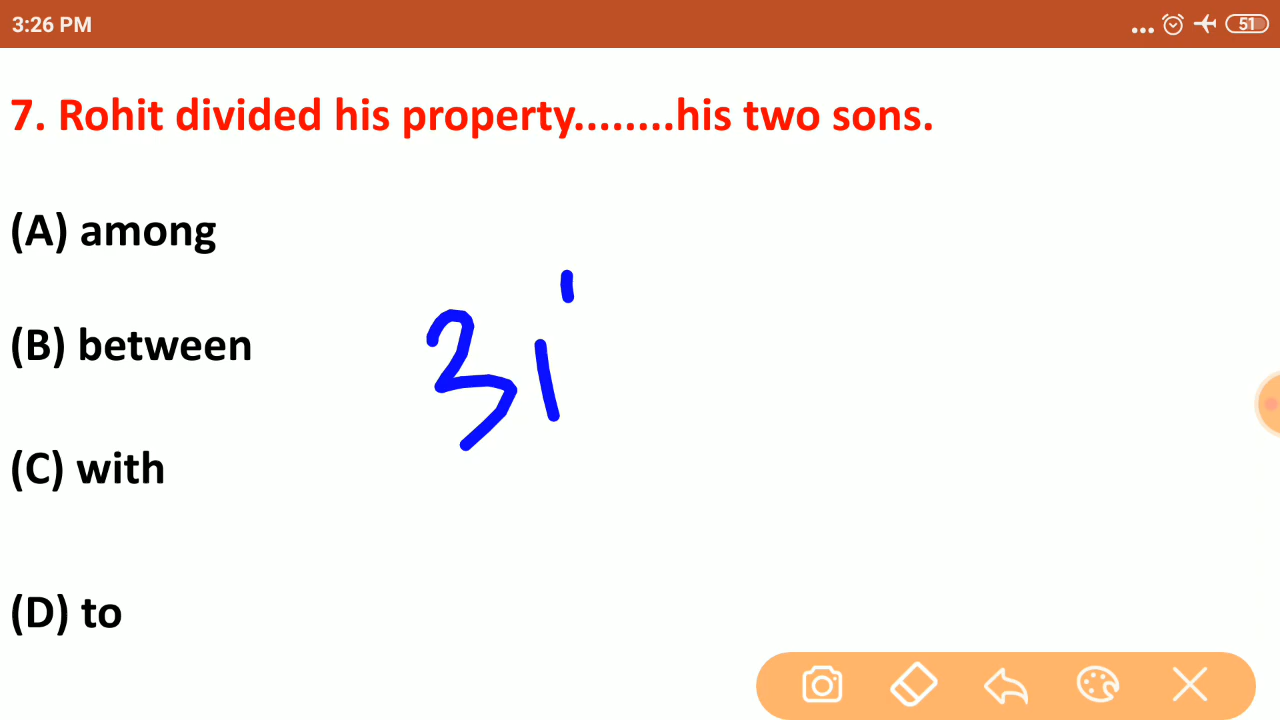 3:26 PM
51
7. Rohit divided his property........his two sons.
(A) among
(B) between
(C) with
(D) to